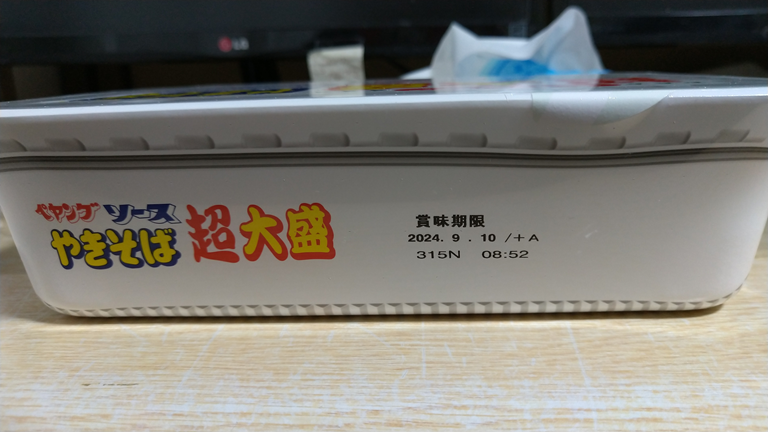 LG
ペヤング ソース
やきそば 超大盛
賞味期限
2024. 9 . 10 /+A
315N 08:52